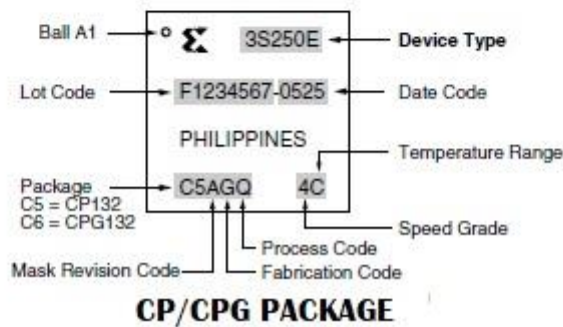 Ball A1
3S250E
Device Type
Lot Code
F1234567-0525
Date Code
PHILIPPINES
Temperature Range
Package
C5 = CP132
C6 = CPG132
C5AGQ
4C
Speed Grade
Process Code
Mask Revision Code
Fabrication Code
CP/CPG PACKAGE